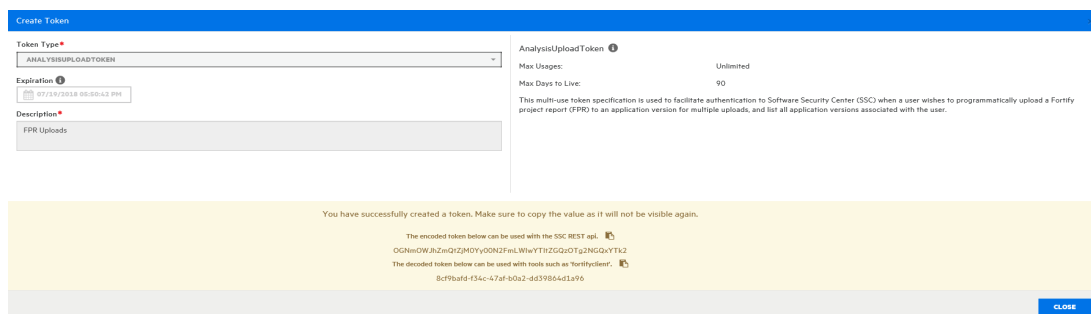 Create Token
Token Type*
ANALYSISUPLOADTOKEN
Expiration
07/19/2018 05:50:43 PM
Description*
FPR Uploads
AnalysisUploadToken
Max Usages: Unlimited
Max Days to Live: 90
This multi-use token specification is used to facilitate authentication to Software Security Center (SSC) when a user wishes to programmatically upload a Fortify
project report (FPR) to an application version for multiple uploads, and list all application versions associated with the user.
You have successfully created a token. Make sure to copy the value as it will not be visible again.
The encoded token below can be used with the SSC REST api.
OGNmOWJhZmQtZjM0Yy00N2FmLWIwYTItZGQzOTg2NGQxYTk2
The decoded token below can be used with tools such as 'fortifyclient'.
8cf9bafd-f34c-47af-b0a2-dd39864d1a96
CLOSE